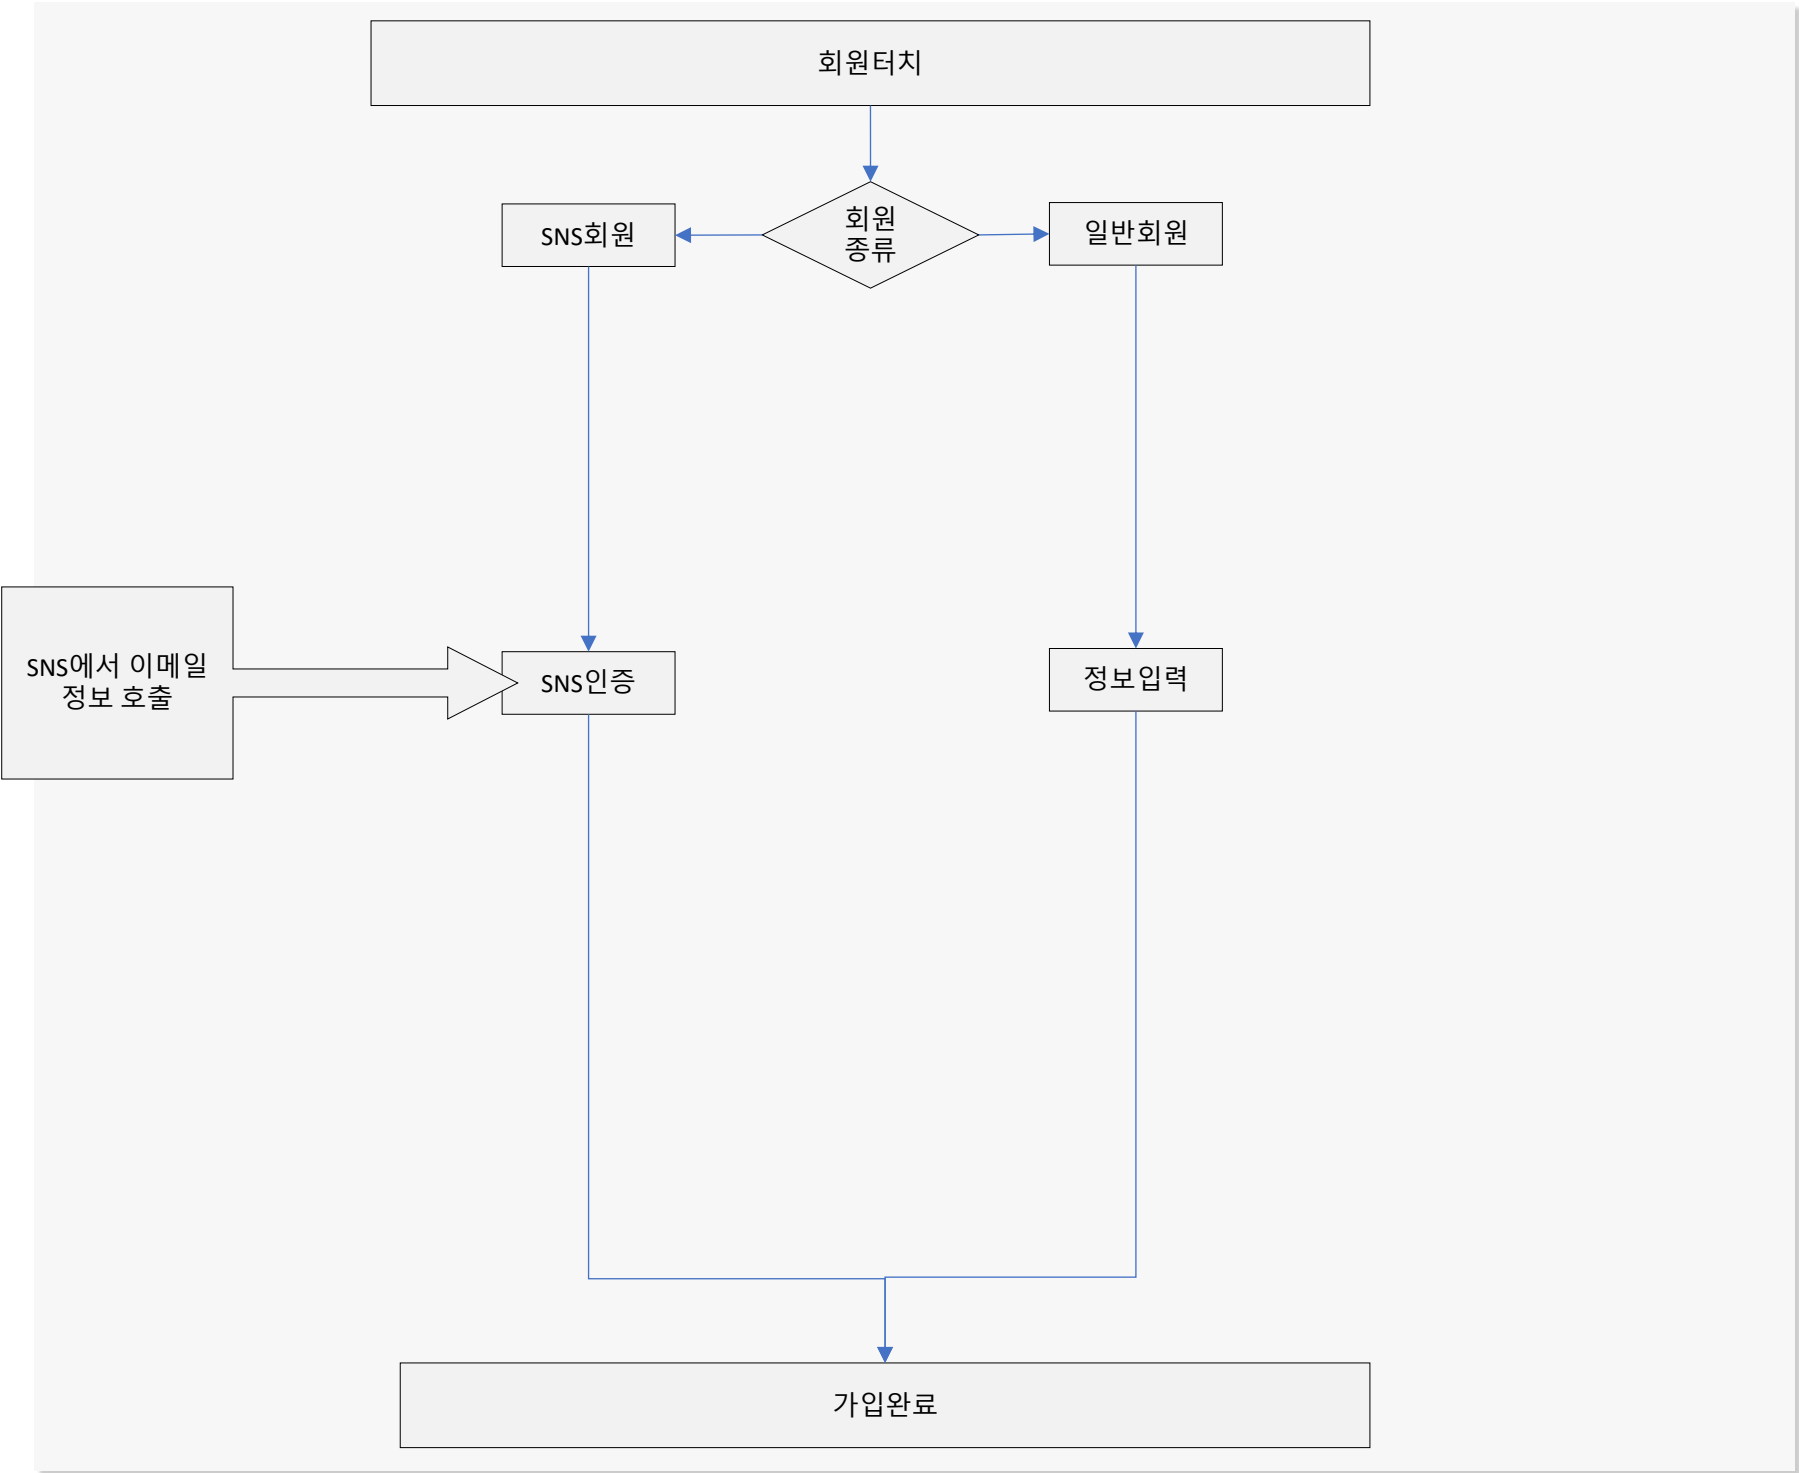 회원터치
회원
종류
SNS회원
일반회원
SNS에서 이메일
정보 호출
SNS인증
정보입력
가입완료